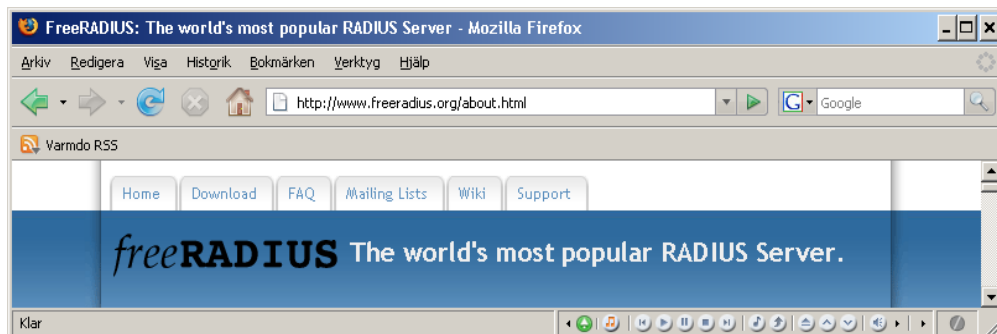 FreeRADIUS: The world's most popular RADIUS Server - Mozilla Firefox
Arkiv Redigera Visa Historik Bokmärken Verktyg Hjälp
http://www.freeradius.org/about.html G Google
Varmdo RSS
Home Download FAQ Mailing Lists Wiki Support
freeRADIUS The world's most popular RADIUS Server.
Klar